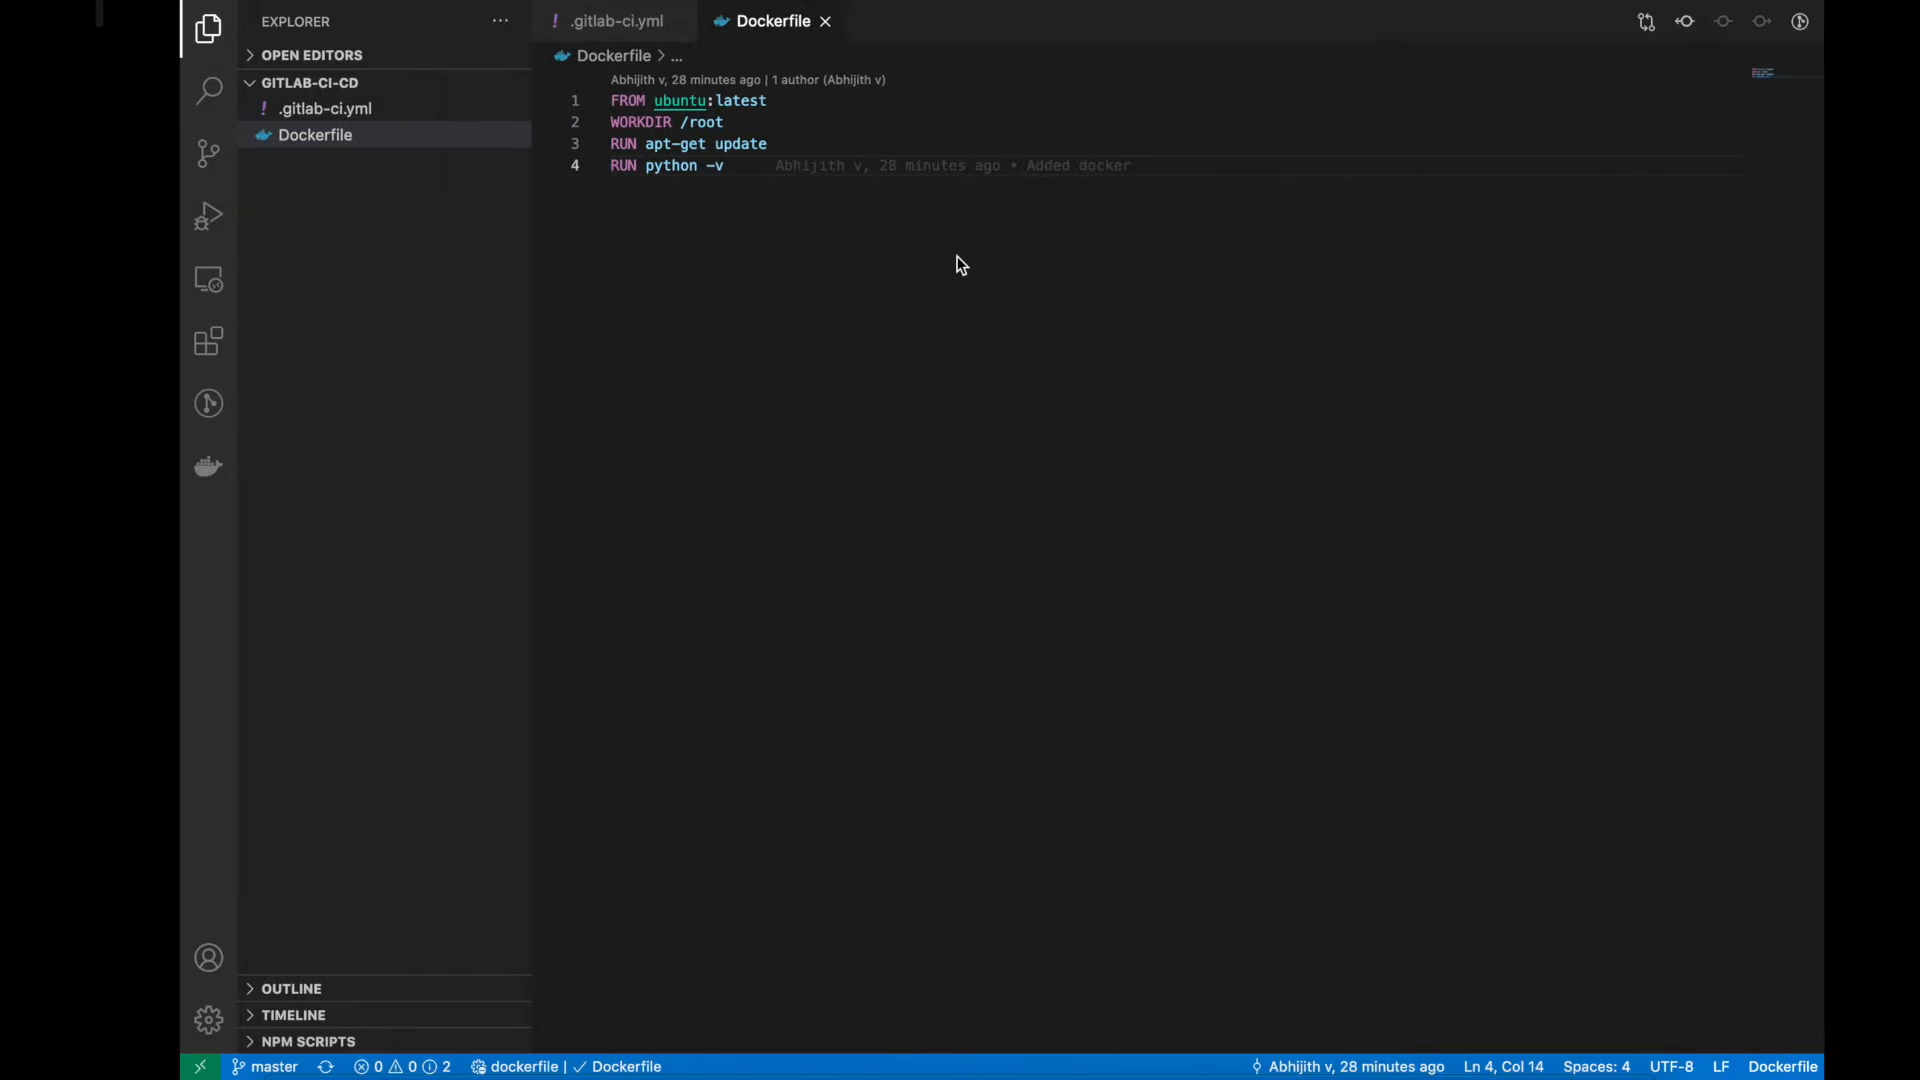 EXPLORER
OPEN EDITORS
GITLAB-CI-CD
! .gitlab-ci.yml
Dockerfile
OUTLINE
TIMELINE
NPM SCRIPTS
! .gitlab-ci.yml
Dockerfile
Dockerfile > ...
Abhijith v, 28 minutes ago | 1 author (Abhijith v)
1 FROM ubuntu:latest
2 WORKDIR /root
3 RUN apt-get update
4 RUN python -v Abhijith v, 28 minutes ago • Added docker
master 0 0 2 dockerfile | ✓ Dockerfile Abhijith v, 28 minutes ago Ln 4, Col 14 Spaces: 4 UTF-8 LF Dockerfile